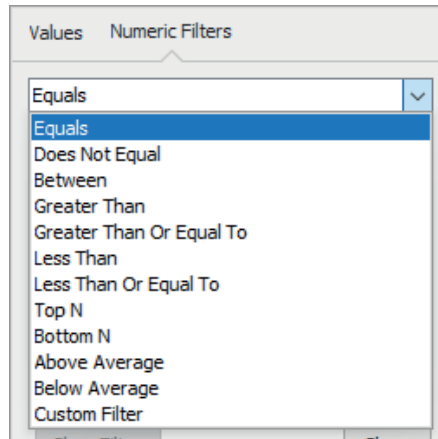 Values Numeric Filters
Equals
Equals
Does Not Equal
Between
Greater Than
Greater Than Or Equal To
Less Than
Less Than Or Equal To
Top N
Bottom N
Above Average
Below Average
Custom Filter